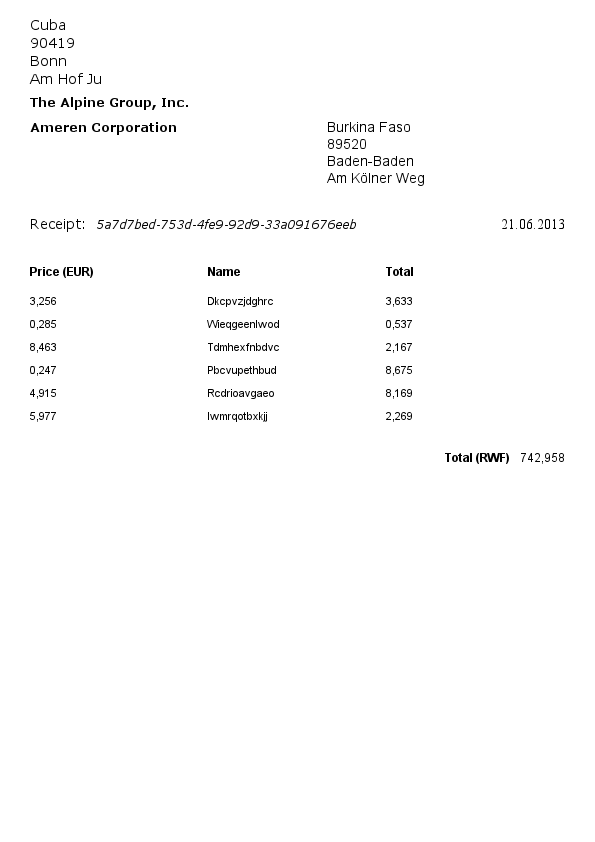 Cuba
90419
Bonn
Am Hof Ju
The Alpine Group, Inc.
Ameren Corporation
Burkina Faso
89520
Baden-Baden
Am Kölner Weg
Receipt: 5a7d7bed-753d-4fe9-92d9-33a091676eeb 21.06.2013
Price (EUR) Name Total
3,256 Dkcpvzjdghrc 3,633
0,285 Wieqgeenlwod 0,537
8,463 Tdmhexfnbdvc 2,167
0,247 Pbcvupethbud 8,675
4,915 Rcdrioavgaeo 8,169
5,977 Iwmrqotbxkjj 2,269
Total (RWF) 742,958